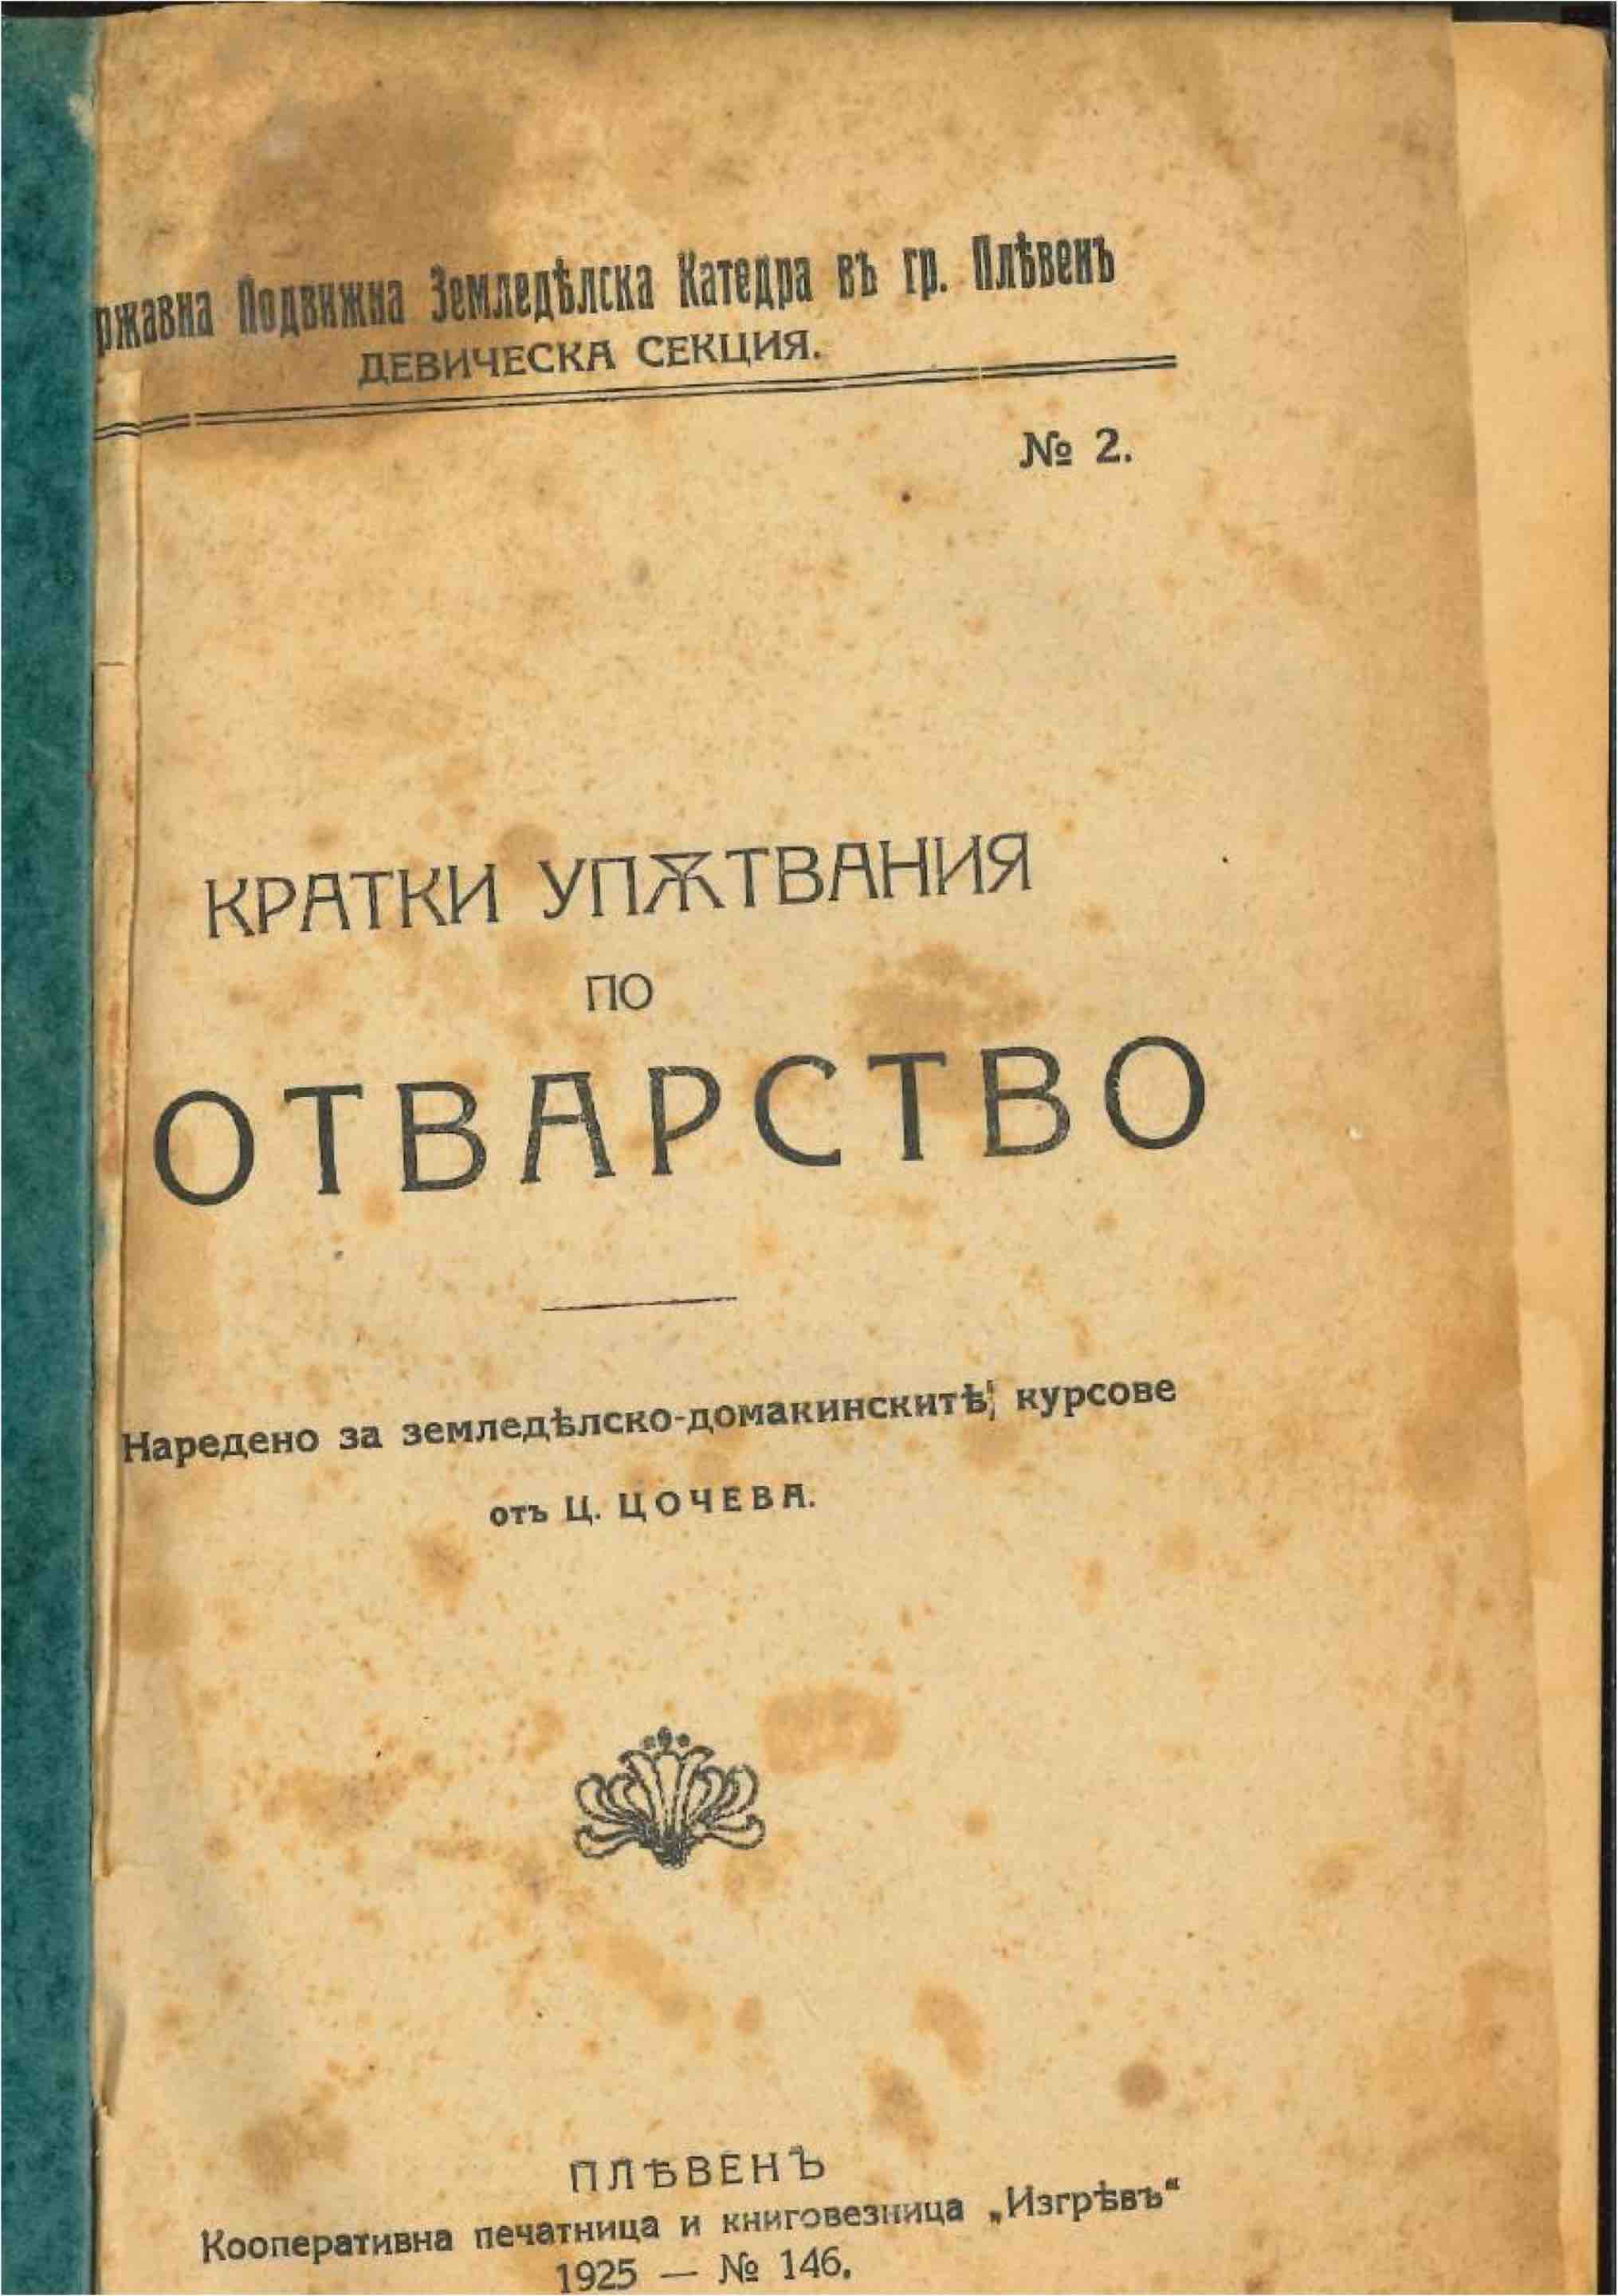 ржавна Подвижна Земледѣлска Катедра въ гр. Плѣвенъ
ДЕВИЧЕСКА СЕКЦИЯ.
№ 2.
КРАТКИ УПѪТВАНИЯ
ПО
ОТВАРСТВО
Наредено за земледѣлско-домакинскитѣ курсове
отъ Ц. ЦОЧЕВА.
ПЛѢВЕНЪ
Кооперативна печатница и книговезница „Изгрѣвъ“
1925 — № 146.